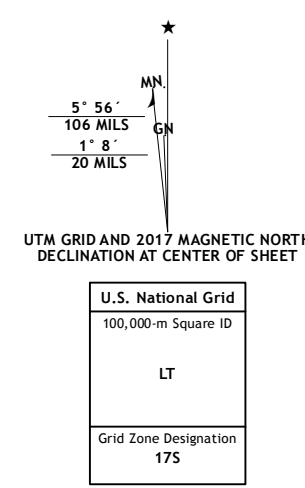 MN.
5° 56´
106 MILS
GN
1° 8´
20 MILS
UTM GRID AND 2017 MAGNETIC NORTH
DECLINATION AT CENTER OF SHEET
U.S. National Grid
100,000-m Square ID
LT
Grid Zone Designation
17S